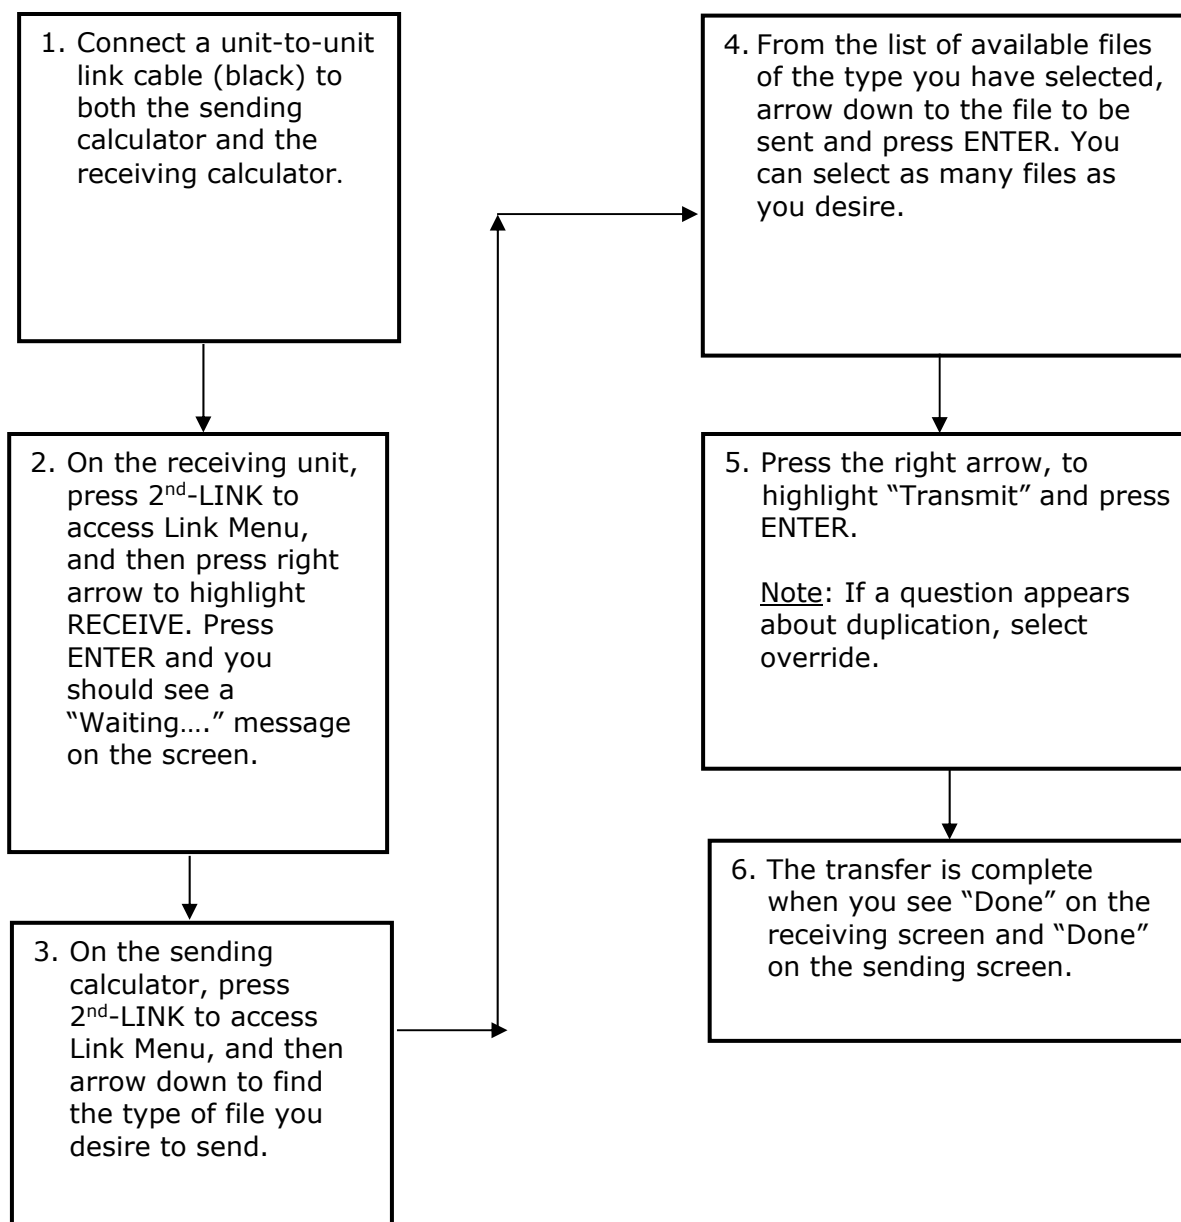 1. Connect a unit-to-unit
link cable (black) to
both the sending
calculator and the
receiving calculator.
2. On the receiving unit,
press 2nd-LINK to
access Link Menu,
and then press right
arrow to highlight
RECEIVE. Press
ENTER and you
should see a
“Waiting….” message
on the screen.
3. On the sending
calculator, press
2nd-LINK to access
Link Menu, and then
arrow down to find
the type of file you
desire to send.
4. From the list of available files
of the type you have selected,
arrow down to the file to be
sent and press ENTER. You
can select as many files as
you desire.
5. Press the right arrow, to
highlight “Transmit” and press
ENTER.
Note: If a question appears
about duplication, select
override.
6. The transfer is complete
when you see “Done” on the
receiving screen and “Done”
on the sending screen.